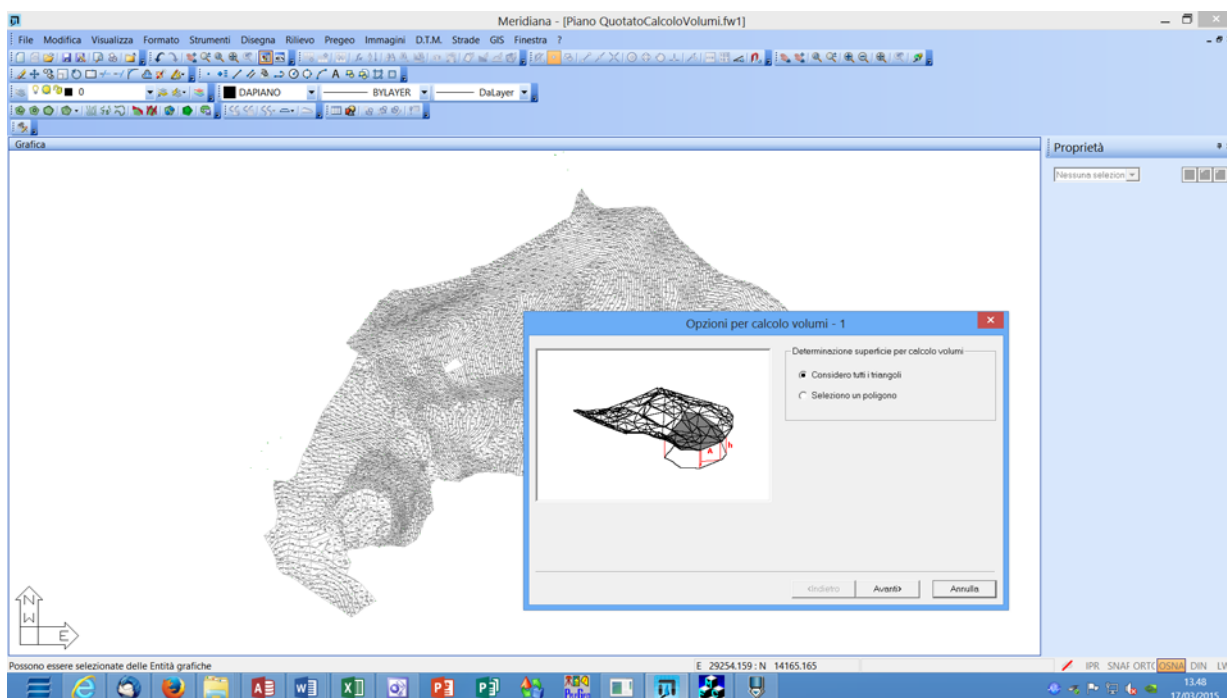 Meridiana - [Piano QuotatoCalcoloVolumi.fw1]
File Modifica Visualizza Formato Strumenti Disegna Rilievo Pregeo Immagini D.T.M. Strade GIS Finestra ?
0 DAPIANO BYLAYER DaLayer
Grafica
Proprietà
Nessuna selezion
Opzioni per calcolo volumi - 1
Determinazione superficie per calcolo volumi
Considero tutti i triangoli
Seleziono un poligono
A
h
<Indietro Avanti> Annulla
N
W
E
Possono essere selezionate delle Entità grafiche
E 29254.159 : N 14165.165
IPR SNAF ORTC OSNA DIN
13.48
17/03/2015